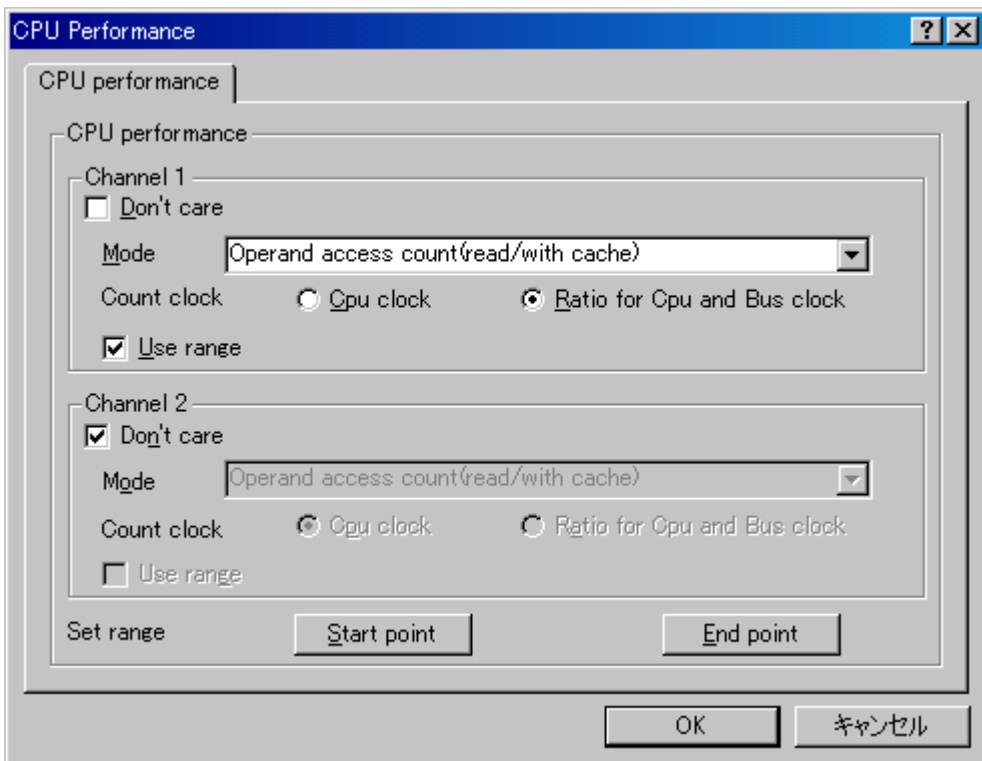 CPU Performance
CPU performance
CPU performance
Channel 1
Don't care
Mode Operand access count(read/with cache)
Count clock Cpu clock Ratio for Cpu and Bus clock
Use range
Channel 2
Don't care
Mode Operand access count(read/with cache)
Count clock Cpu clock Ratio for Cpu and Bus clock
Use range
Set range Start point End point
OK キャンセル